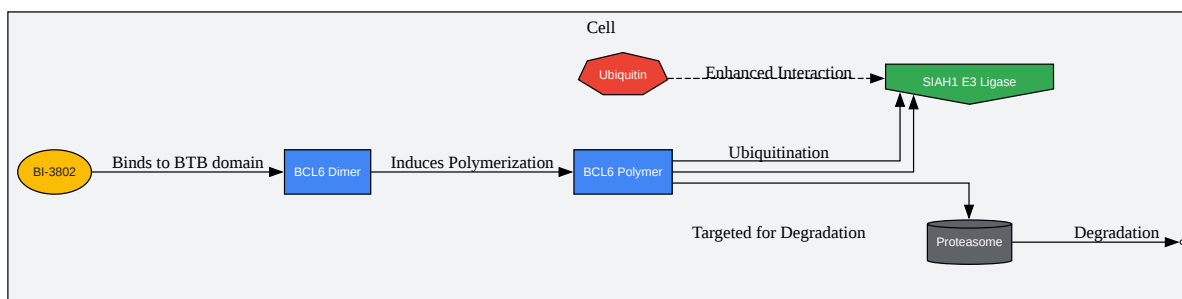 Cell
Ubiquitin
Enhanced Interaction
SIAH1 E3 Ligase
BI-3802
Binds to BTB domain
BCL6 Dimer
Induces Polymerization
BCL6 Polymer
Ubiquitination
Targeted for Degradation
Proteasome
Degradation